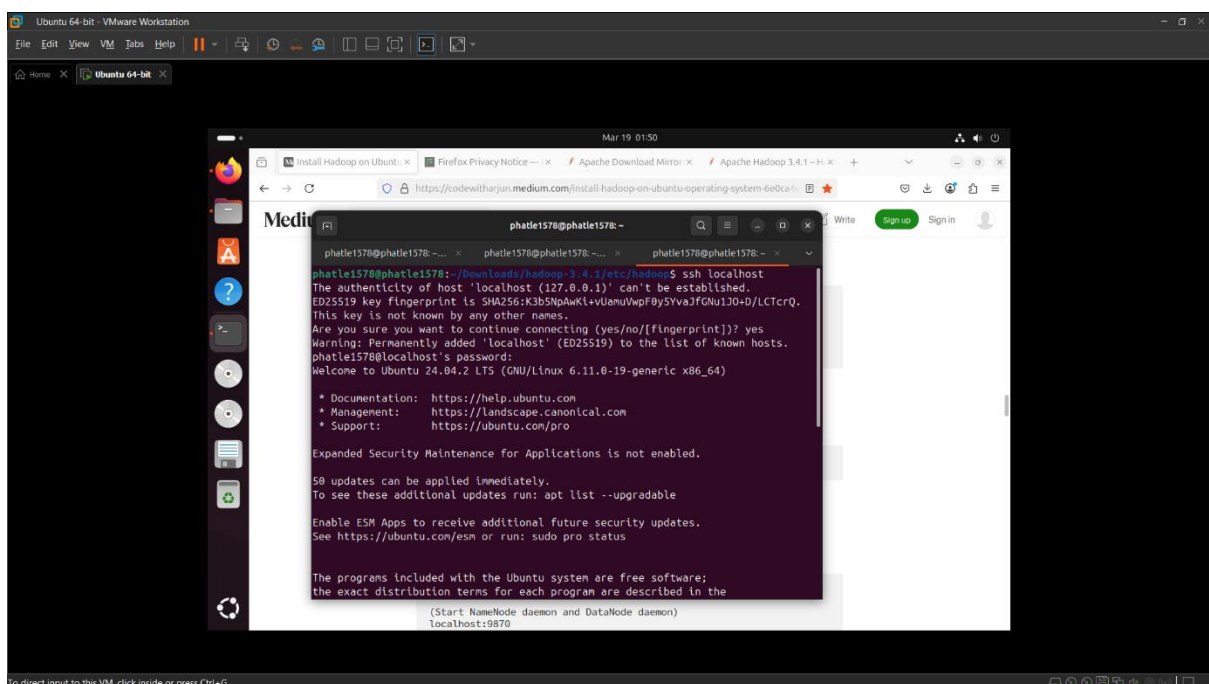 Ubuntu 64-bit - VMware Workstation
File Edit View VM Tabs Help
Home Ubuntu 64-bit
Mar 19 01:50
Install Hadoop on Ubuntu Firefox Privacy Notice — Apache Download Mirror Apache Hadoop 3.4.1 – H
https://codewitharjun.medium.com/install-hadoop-on-ubuntu-operating-system-6e0ca4
Medi Write Sign up Sign in
phatle1578@phatle1578: ~
phatle1578@phatle1578: ~... phatle1578@phatle1578: ~... phatle1578@phatle1578: ~
phatle1578@phatle1578:~/Downloads/hadoop-3.4.1/etc/hadoop$ ssh localhost
The authenticity of host 'localhost (127.0.0.1)' can't be established.
ED25519 key fingerprint is SHA256:K3b5NpAwKi+vUamuVwpF0y5YvaJfGNu1JO+D/LCTcrQ.
This key is not known by any other names.
Are you sure you want to continue connecting (yes/no/[fingerprint])? yes
Warning: Permanently added 'localhost' (ED25519) to the list of known hosts.
phatle1578@localhost's password:
Welcome to Ubuntu 24.04.2 LTS (GNU/Linux 6.11.0-19-generic x86_64)
* Documentation: https://help.ubuntu.com
* Management: https://landscape.canonical.com
* Support: https://ubuntu.com/pro
Expanded Security Maintenance for Applications is not enabled.
50 updates can be applied immediately.
To see these additional updates run: apt list --upgradable
Enable ESM Apps to receive additional future security updates.
See https://ubuntu.com/esm or run: sudo pro status
The programs included with the Ubuntu system are free software;
the exact distribution terms for each program are described in the
(Start NameNode daemon and DataNode daemon)
localhost:9870
To direct input to this VM, click inside or press Ctrl+G.